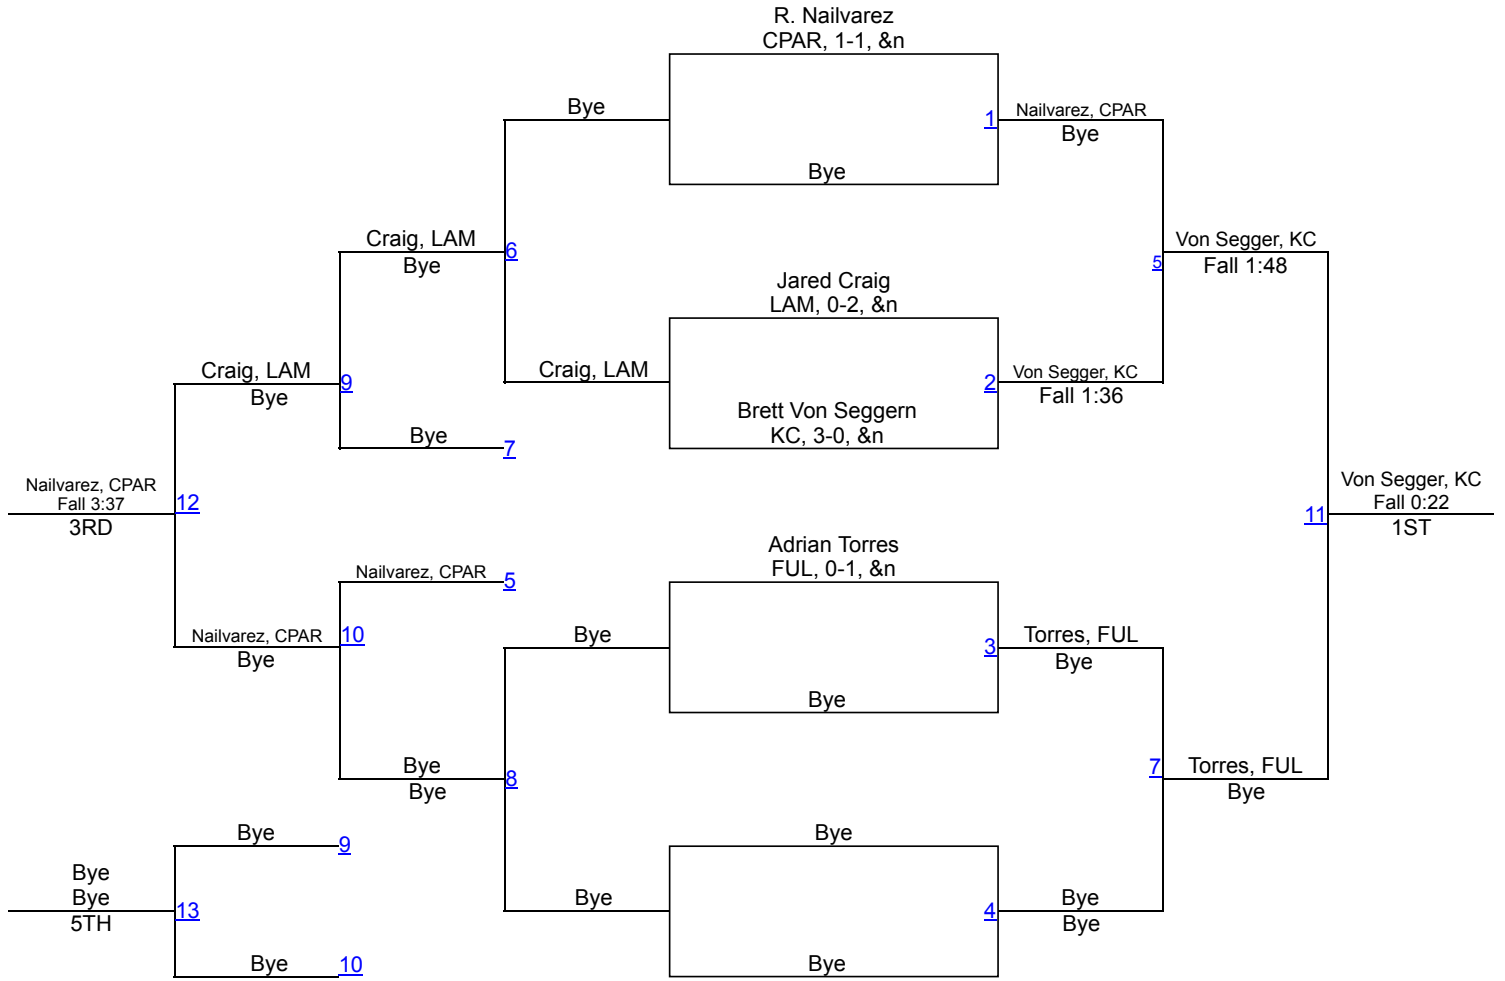 R. Nailvarez
CPAR, 1-1, &n
Bye
1
Nailvarez, CPAR
Bye
Bye
Craig, LAM
Bye
6
Von Segger, KC
Fall 1:48
5
Jared Craig
LAM, 0-2, &n
Craig, LAM
Bye
9
Craig, LAM
2
Von Segger, KC
Fall 1:36
Brett Von Seggern
KC, 3-0, &n
Bye
7
Nailvarez, CPAR
Fall 3:37
3RD
12
11
Von Segger, KC
Fall 0:22
1ST
Adrian Torres
FUL, 0-1, &n
Nailvarez, CPAR
5
Nailvarez, CPAR
Bye
10
Bye
3
Torres, FUL
Bye
Bye
Bye
Bye
8
7
Torres, FUL
Bye
Bye
9
Bye
Bye
Bye
5TH
13
Bye
4
Bye
Bye
Bye
10
Bye